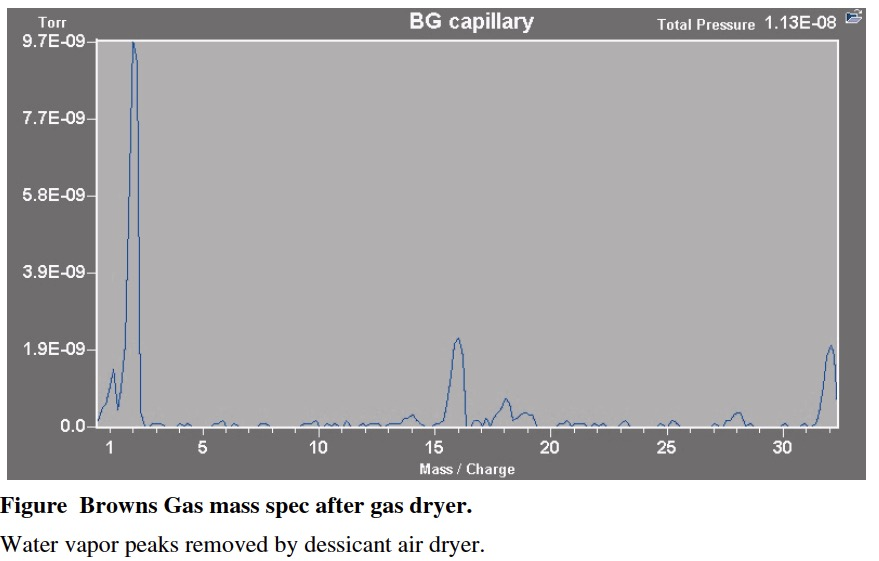 Torr
BG capillary
Total Pressure 1.13E-08
9.7E-09
7.7E-09
5.8E-09
3.9E-09
1.9E-09
0.0
1 5 10 15 20 25 30
Mass / Charge
Figure Browns Gas mass spec after gas dryer.
Water vapor peaks removed by dessicant air dryer.